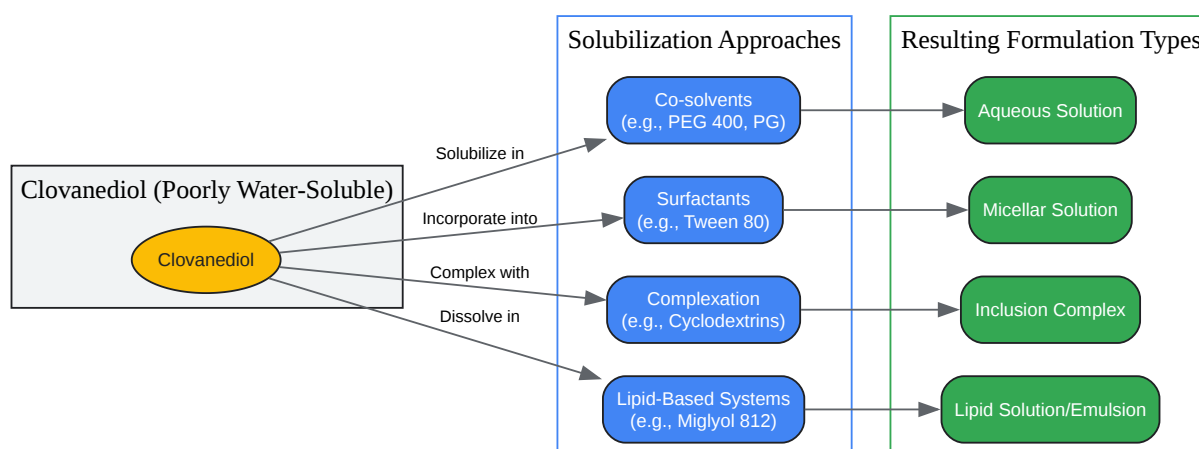 Solubilization Approaches
Resulting Formulation Types
Co-solvents
(e.g., PEG 400, PG)
Aqueous Solution
Solubilize in
Clovanediol (Poorly Water-Soluble)
Surfactants
(e.g., Tween 80)
Micellar Solution
Incorporate into
Clovanediol
Complex with
Complexation
(e.g., Cyclodextrins)
Inclusion Complex
Dissolve in
Lipid-Based Systems
(e.g., Miglyol 812)
Lipid Solution/Emulsion